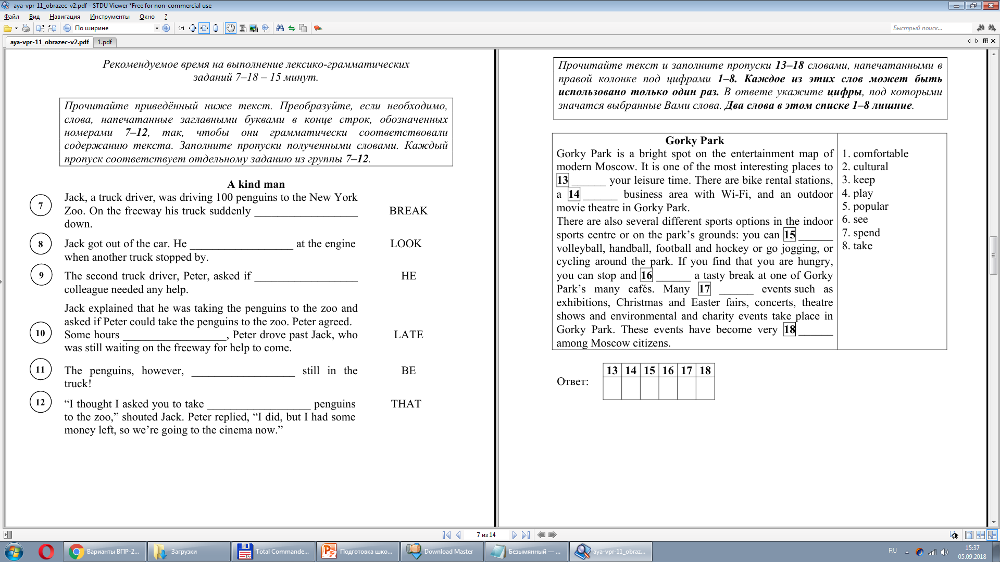 aya-vpr-11_obrazec-v2.pdf - STDU Viewer *Free for non-commercial use
Файл Вид Навигация Инструменты Окно ?
По ширине 1:1 Быстрый поиск...
aya-vpr-11_obrazec-v2.pdf 1.pdf
Рекомендуемое время на выполнение лексико-грамматических
заданий 7–18 – 15 минут.
Прочитайте приведённый ниже текст. Преобразуйте, если необходимо,
слова, напечатанные заглавными буквами в конце строк, обозначенных
номерами 7–12, так, чтобы они грамматически соответствовали
содержанию текста. Заполните пропуски полученными словами. Каждый
пропуск соответствует отдельному заданию из группы 7–12.
A kind man
7 Jack, a truck driver, was driving 100 penguins to the New York
Zoo. On the freeway his truck suddenly __________________ BREAK
down.
8 Jack got out of the car. He __________________ at the engine LOOK
when another truck stopped by.
9 The second truck driver, Peter, asked if __________________ HE
colleague needed any help.
Jack explained that he was taking the penguins to the zoo and
asked if Peter could take the penguins to the zoo. Peter agreed.
10 Some hours __________________, Peter drove past Jack, who LATE
was still waiting on the freeway for help to come.
11 The penguins, however, __________________ still in the BE
truck!
12 “I thought I asked you to take __________________ penguins THAT
to the zoo,” shouted Jack. Peter replied, “I did, but I had some
money left, so we’re going to the cinema now.”
Прочитайте текст и заполните пропуски 13–18 словами, напечатанными в
правой колонке под цифрами 1–8. Каждое из этих слов может быть
использовано только один раз. В ответе укажите цифры, под которыми
значатся выбранные Вами слова. Два слова в этом списке 1–8 лишние.
Gorky Park
Gorky Park is a bright spot on the entertainment map of
modern Moscow. It is one of the most interesting places to
13 ______ your leisure time. There are bike rental stations,
a 14 ______ business area with Wi-Fi, and an outdoor
movie theatre in Gorky Park.
There are also several different sports options in the indoor
sports centre or on the park’s grounds: you can 15 ______
volleyball, handball, football and hockey or go jogging, or
cycling around the park. If you find that you are hungry,
you can stop and 16 ______ a tasty break at one of Gorky
Park’s many cafés. Many 17 ______ events such as
exhibitions, Christmas and Easter fairs, concerts, theatre
shows and environmental and charity events take place in
Gorky Park. These events have become very 18 ______
among Moscow citizens.
1. comfortable
2. cultural
3. keep
4. play
5. popular
6. see
7. spend
8. take
Ответ: 13 14 15 16 17 18
7 из 14
Варианты ВПР-2... Загрузки Total Commande... Подготовка шко... Download Master Безымянный — ... aya-vpr-11_obraz... RU 15:37
05.09.2018